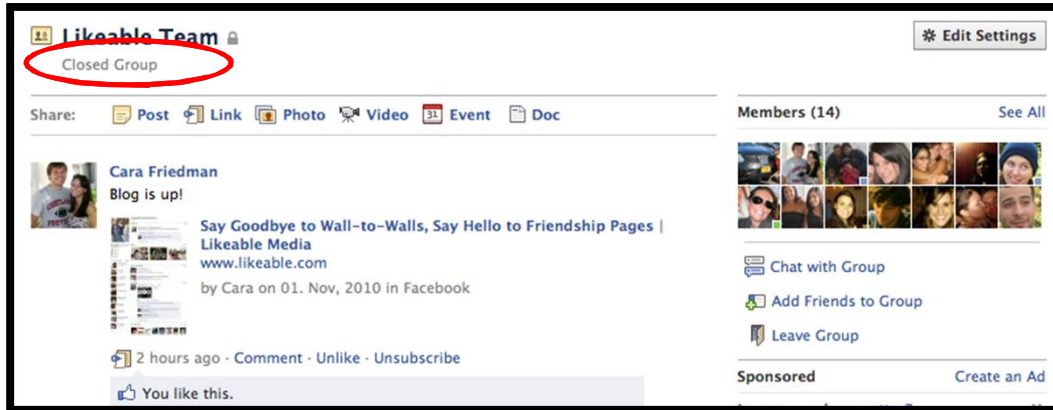 Likeable Team
Edit Settings
Closed Group
Share: Post Link Photo Video 31 Event Doc
Members (14) See All
Cara Friedman
Blog is up!
Say Goodbye to Wall-to-Walls, Say Hello to Friendship Pages |
Likeable Media
www.likeable.com
by Cara on 01. Nov, 2010 in Facebook
2 hours ago · Comment · Unlike · Unsubscribe
You like this.
Chat with Group
Add Friends to Group
Leave Group
Sponsored Create an Ad